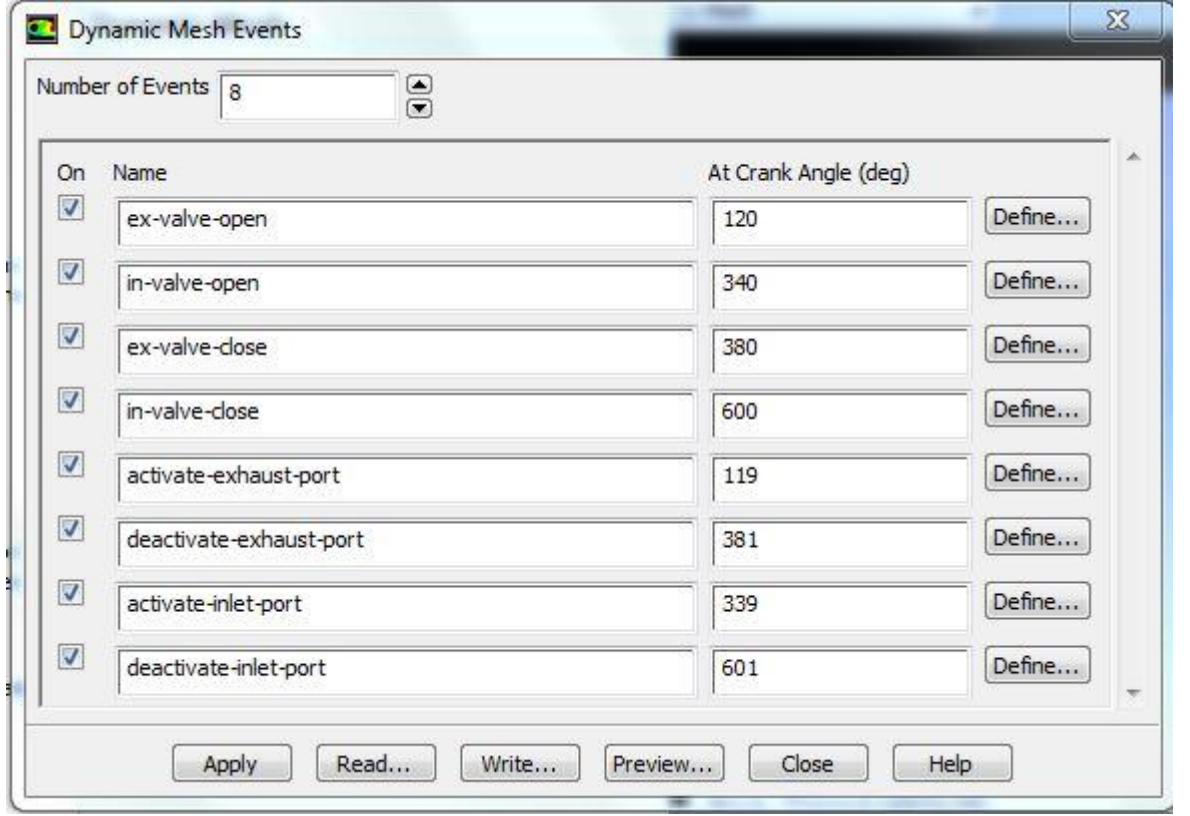 Dynamic Mesh Events
Number of Events 8
On Name At Crank Angle (deg)
ex-valve-open 120 Define...
in-valve-open 340 Define...
ex-valve-close 380 Define...
in-valve-close 600 Define...
activate-exhaust-port 119 Define...
deactivate-exhaust-port 381 Define...
activate-inlet-port 339 Define...
deactivate-inlet-port 601 Define...
Apply Read... Write... Preview... Close Help